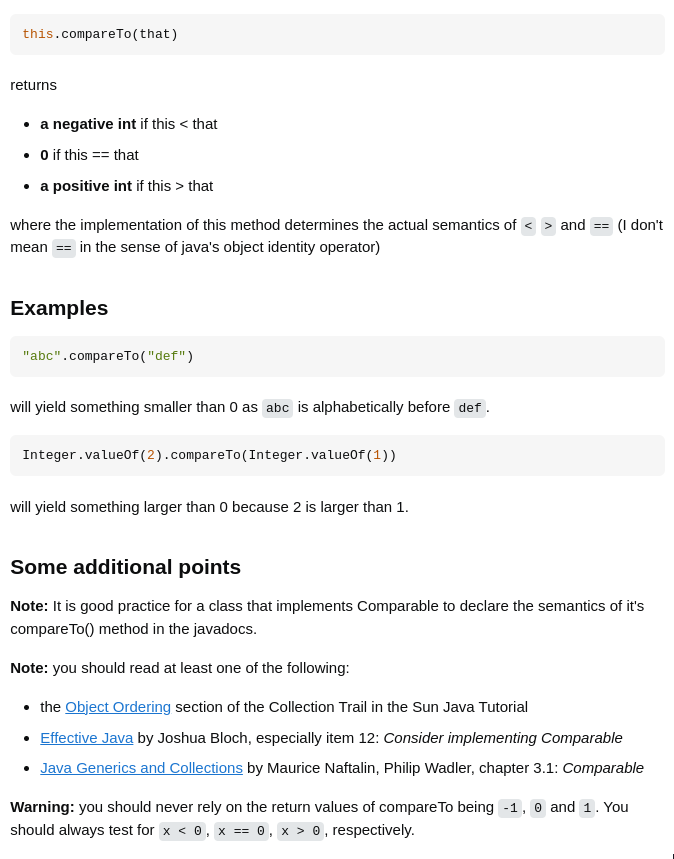 this.compareTo(that)
returns
• a negative int if this < that
• 0 if this == that
• a positive int if this > that
where the implementation of this method determines the actual semantics of < > and == (I don't
mean == in the sense of java's object identity operator)
Examples
"abc".compareTo("def")
will yield something smaller than 0 as abc is alphabetically before def.
Integer.valueOf(2).compareTo(Integer.valueOf(1))
will yield something larger than 0 because 2 is larger than 1.
Some additional points
Note: It is good practice for a class that implements Comparable to declare the semantics of it's
compareTo() method in the javadocs.
Note: you should read at least one of the following:
• the Object Ordering section of the Collection Trail in the Sun Java Tutorial
• Effective Java by Joshua Bloch, especially item 12: Consider implementing Comparable
• Java Generics and Collections by Maurice Naftalin, Philip Wadler, chapter 3.1: Comparable
Warning: you should never rely on the return values of compareTo being -1, 0 and 1. You
should always test for x < 0, x == 0, x > 0, respectively.